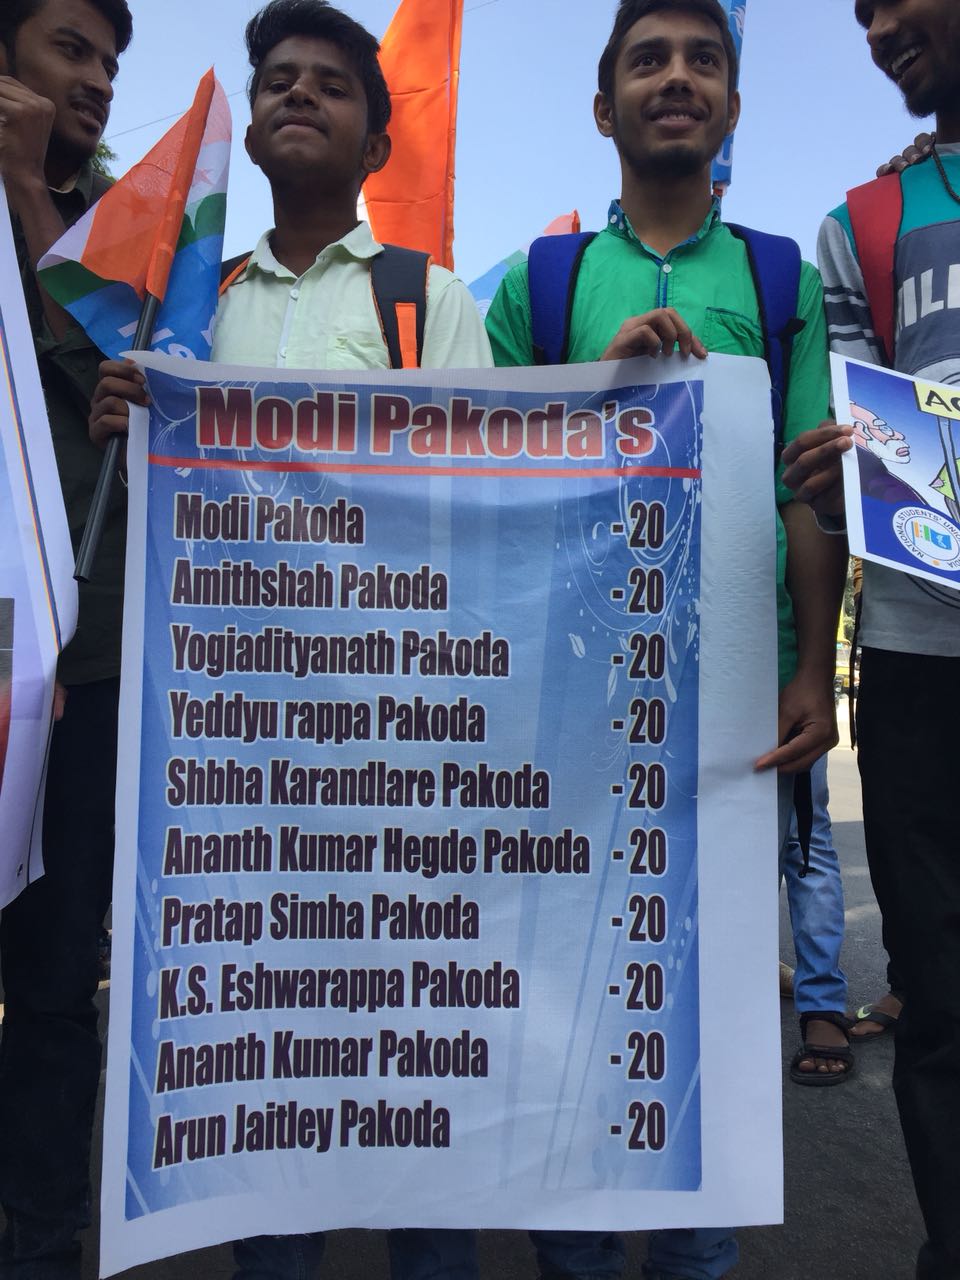 Modi Pakoda's
Modi Pakoda - 20
Amithshah Pakoda - 20
Yogiadityanath Pakoda - 20
Yeddyu rappa Pakoda - 20
Shbha Karandlare Pakoda - 20
Ananth Kumar Hegde Pakoda - 20
Pratap Simha Pakoda - 20
K.S. Eshwarappa Pakoda - 20
Ananth Kumar Pakoda - 20
Arun Jaitley Pakoda - 20
NATIONAL STUDENTS'